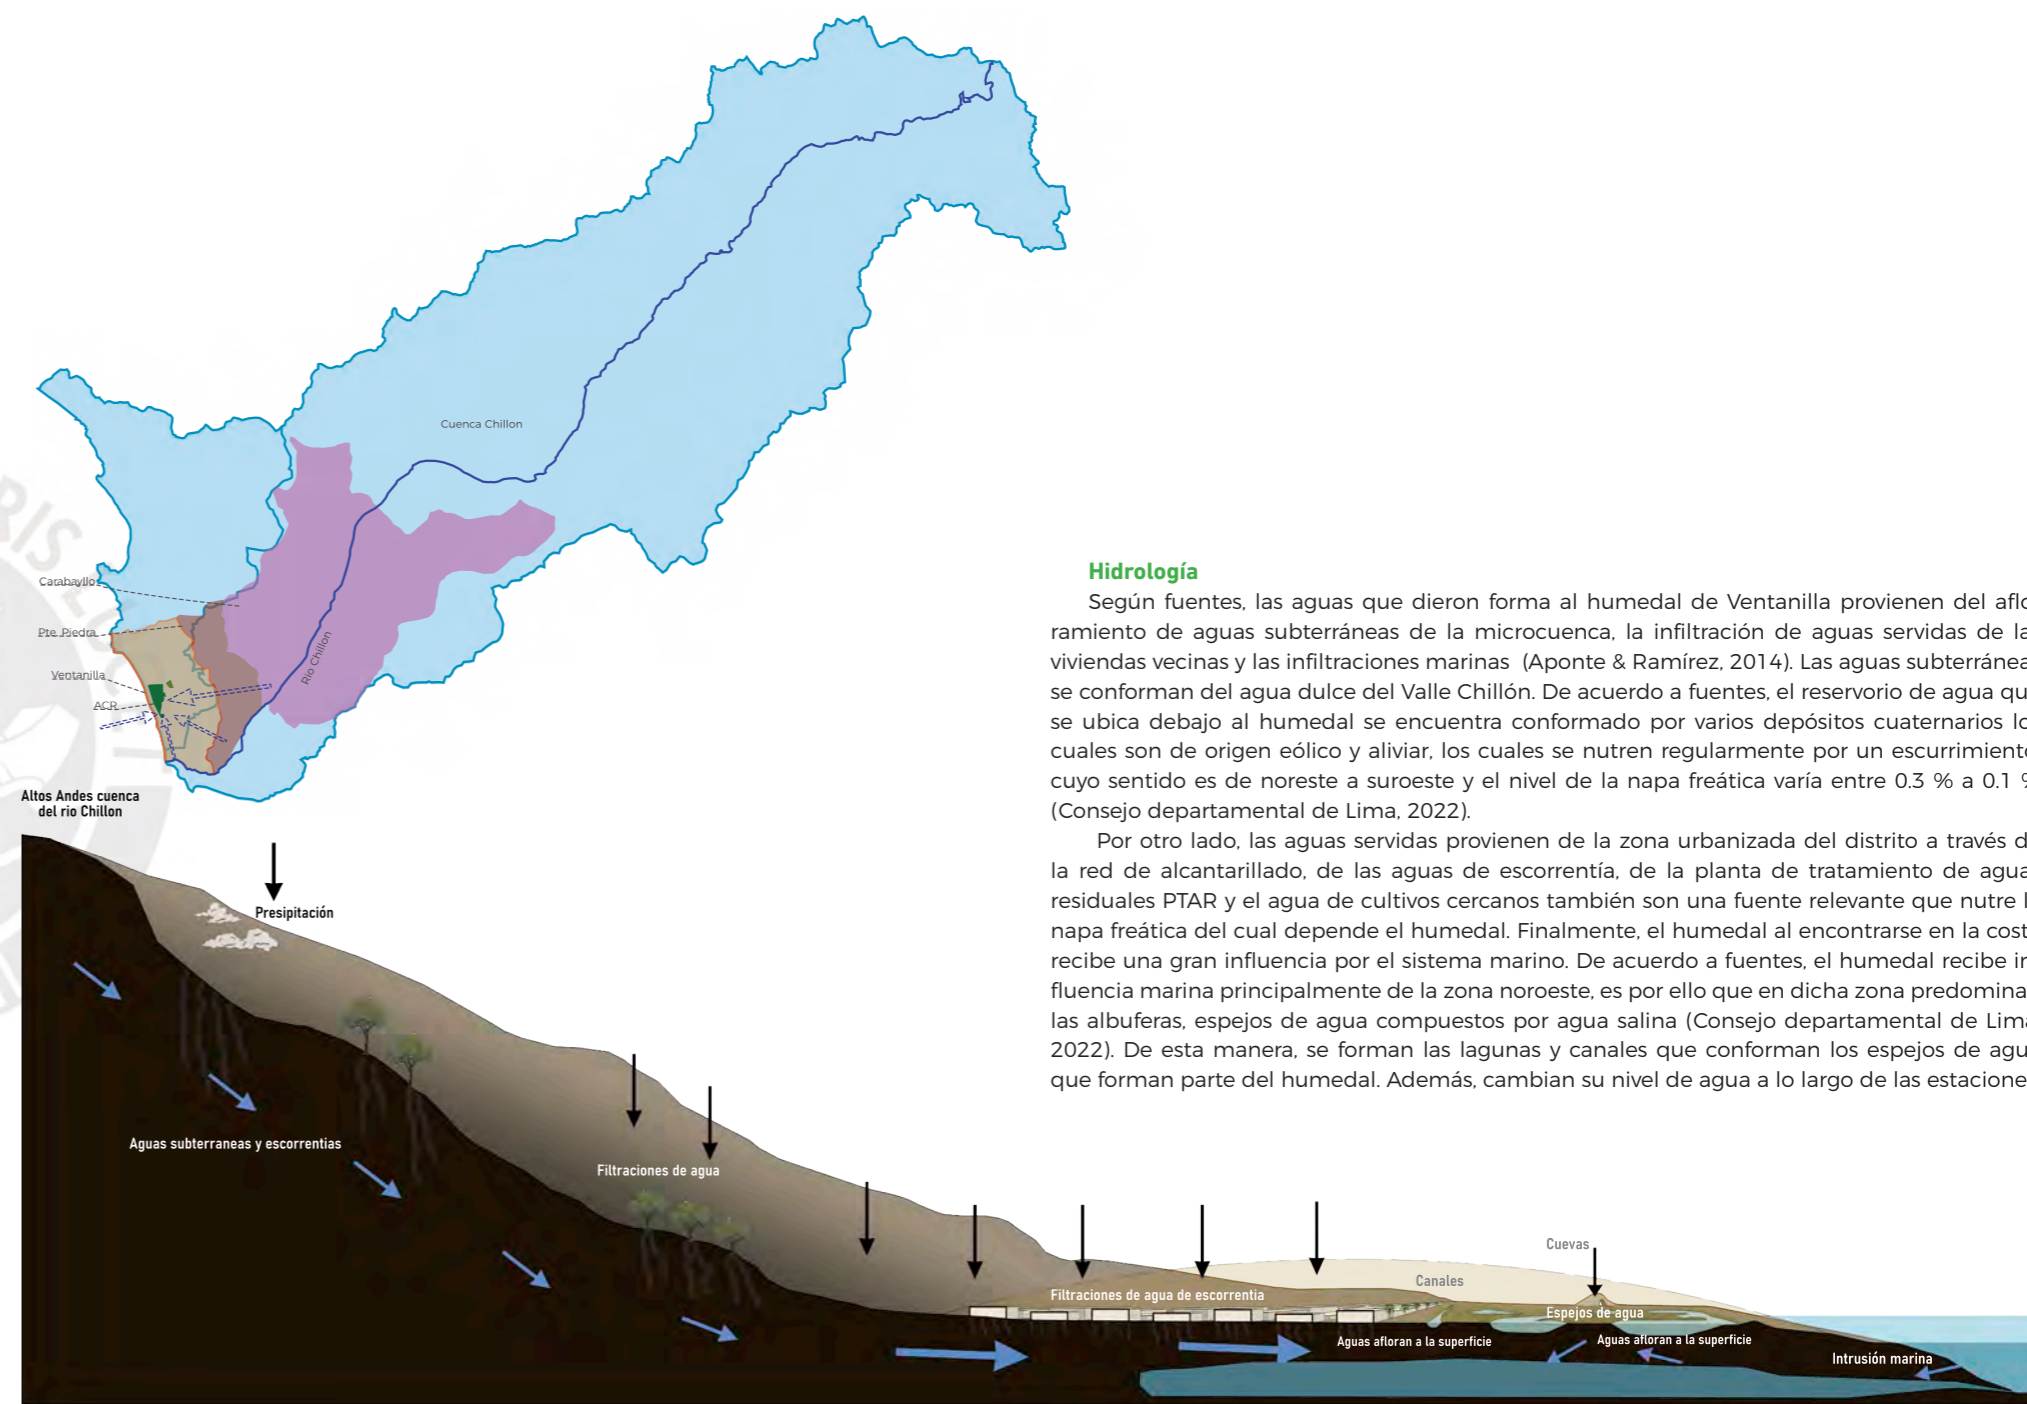 RIS
Cuenca Chillon
Carabayllo
Pte. Piedra
Rio Chillon
Ventanilla
ACR
Hidrología
Según fuentes, las aguas que dieron forma al humedal de Ventanilla provienen del aflo
ramiento de aguas subterráneas de la microcuenca, la infiltración de aguas servidas de la
viviendas vecinas y las infiltraciones marinas (Aponte & Ramírez, 2014). Las aguas subterránea
se conforman del agua dulce del Valle Chillón. De acuerdo a fuentes, el reservorio de agua qu
se ubica debajo al humedal se encuentra conformado por varios depósitos cuaternarios lo
cuales son de origen eólico y aliviar, los cuales se nutren regularmente por un escurrimiento
cuyo sentido es de noreste a suroeste y el nivel de la napa freática varía entre 0.3 % a 0.1 %
(Consejo departamental de Lima, 2022).
Por otro lado, las aguas servidas provienen de la zona urbanizada del distrito a través d
la red de alcantarillado, de las aguas de escorrentía, de la planta de tratamiento de agua
residuales PTAR y el agua de cultivos cercanos también son una fuente relevante que nutre l
napa freática del cual depende el humedal. Finalmente, el humedal al encontrarse en la cost
recibe una gran influencia por el sistema marino. De acuerdo a fuentes, el humedal recibe in
fluencia marina principalmente de la zona noroeste, es por ello que en dicha zona predomina
las albuferas, espejos de agua compuestos por agua salina (Consejo departamental de Lima
2022). De esta manera, se forman las lagunas y canales que conforman los espejos de agu
que forman parte del humedal. Además, cambian su nivel de agua a lo largo de las estacione
Altos Andes cuenca
del rio Chillon
Presipitación
Aguas subterraneas y escorrentias
Filtraciones de agua
Cuevas
Canales
Filtraciones de agua de escorrentia
Espejos de agua
Aguas afloran a la superficie
Aguas afloran a la superficie
Intrusión marina